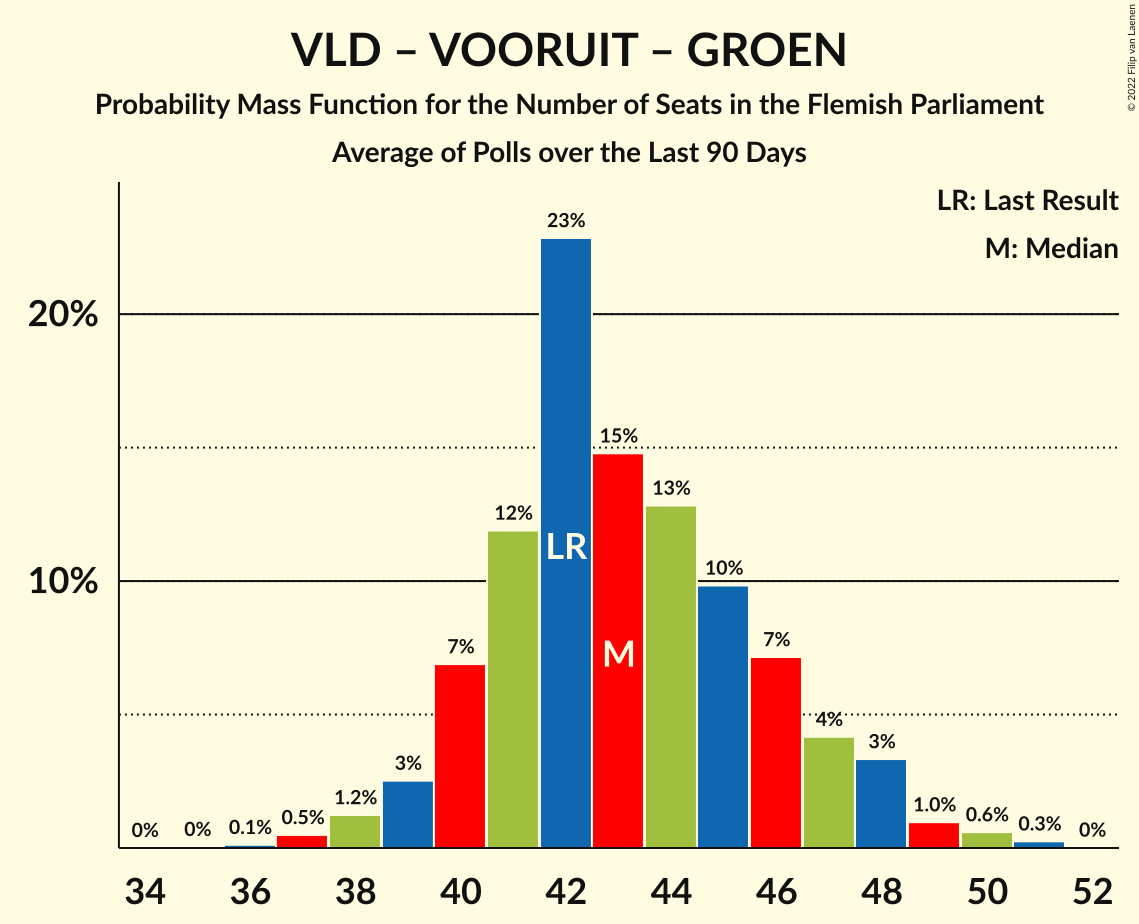 VLD – VOORUIT – GROEN
Probability Mass Function for the Number of Seats in the Flemish Parliament
Average of Polls over the Last 90 Days
© 2022 Filip van Laenen
LR: Last Result
M: Median
20%
10%
0%
0%
0.1%
0.5%
1.2%
3%
7%
12%
23%
15%
13%
10%
7%
4%
3%
1.0%
0.6%
0.3%
0%
LR
M
34 36 38 40 42 44 46 48 50 52